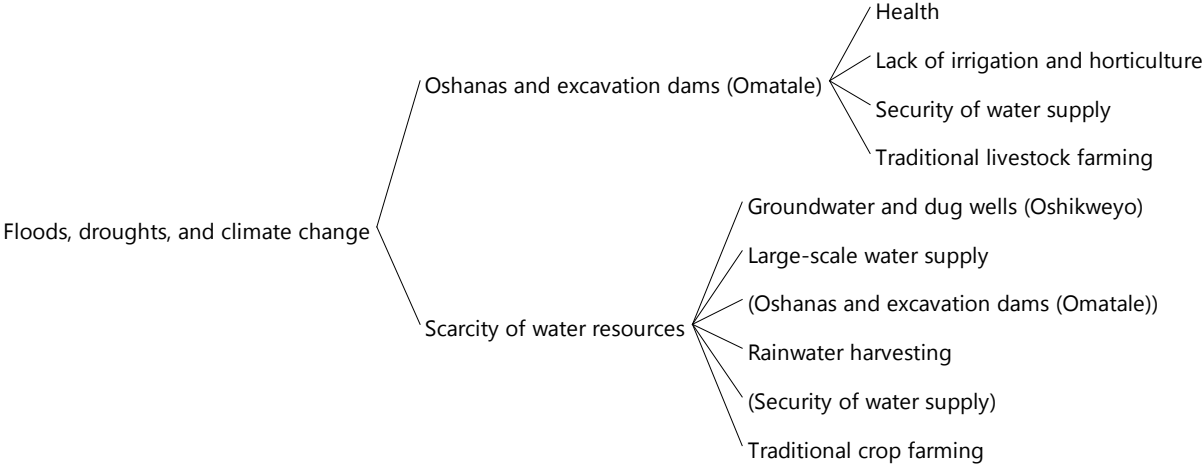 Health
Lack of irrigation and horticulture
Oshanas and excavation dams (Omatale)
Security of water supply
Traditional livestock farming
Groundwater and dug wells (Oshikweyo)
Floods, droughts, and climate change
Large-scale water supply
(Oshanas and excavation dams (Omatale))
Scarcity of water resources
Rainwater harvesting
(Security of water supply)
Traditional crop farming